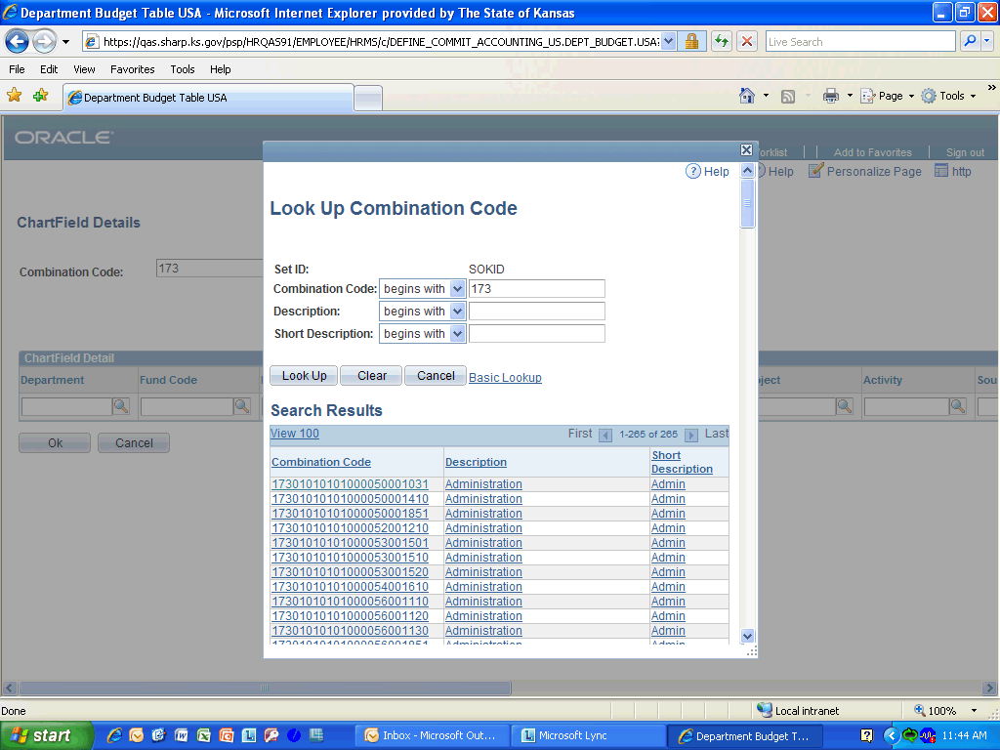 Department Budget Table USA - Microsoft Internet Explorer provided by The State of Kansas
https://qas.sharp.ks.gov/psp/HRQAS91/EMPLOYEE/HRMS/c/DEFINE_COMMIT_ACCOUNTING_US.DEPT_BUDGET.USA?
Live Search
File Edit View Favorites Tools Help
Department Budget Table USA
Page Tools
ORACLE
Add to Favorites Sign out
Help Help Personalize Page http
Look Up Combination Code
ChartField Details
Set ID: SOKID
Combination Code: 173
Combination Code: begins with 173
Description: begins with
Short Description: begins with
ChartField Detail
Look Up Clear Cancel Basic Lookup
Department Fund Code Activity
Search Results
View 100 First 1-265 of 265 Last
Ok Cancel
Combination Code Description Short Description
17301010101000050001031 Administration Admin
17301010101000050001410 Administration Admin
17301010101000050001851 Administration Admin
17301010101000052001210 Administration Admin
17301010101000053001501 Administration Admin
17301010101000053001510 Administration Admin
17301010101000053001520 Administration Admin
17301010101000054001610 Administration Admin
17301010101000056001110 Administration Admin
17301010101000056001120 Administration Admin
17301010101000056001130 Administration Admin
Done Local intranet 100%
start Inbox - Microsoft Out... Microsoft Lync Department Budget T... 11:44 AM